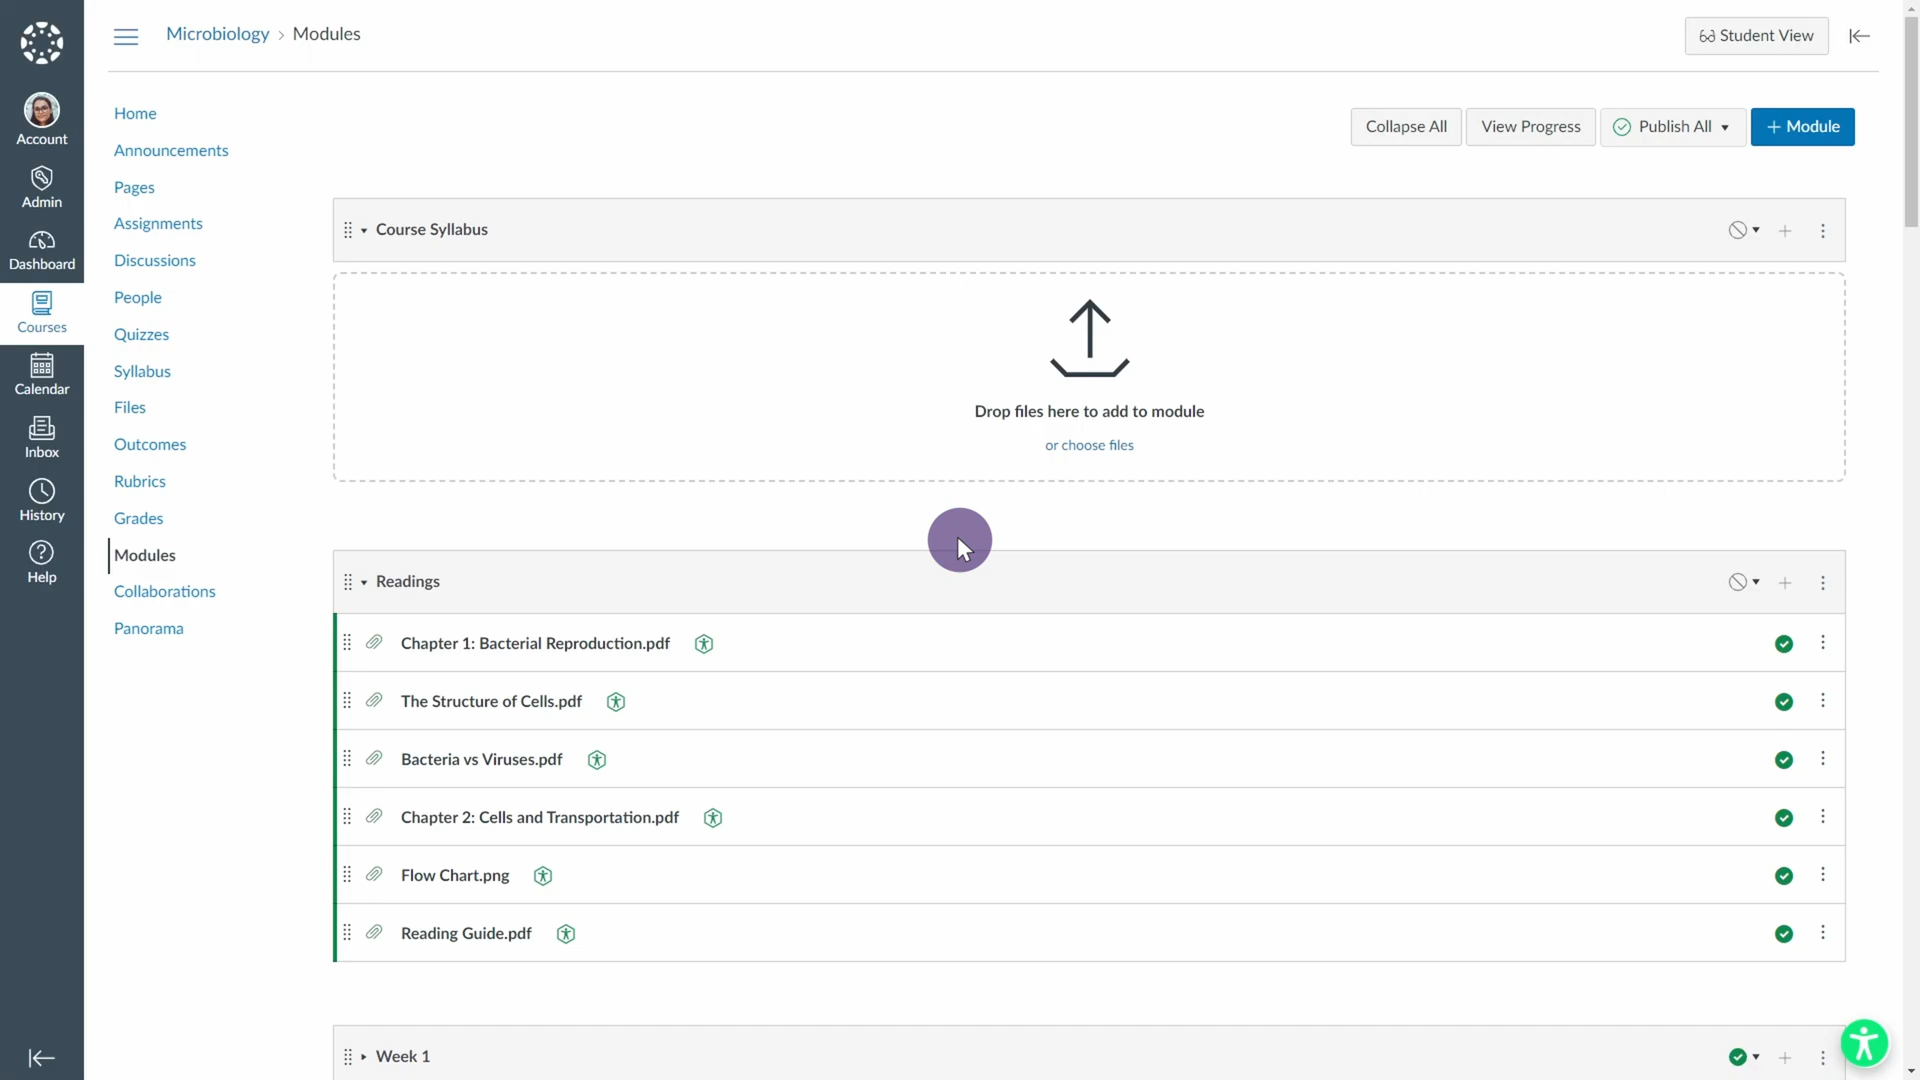 Microbiology › Modules
Student View
Account
Admin
Dashboard
Courses
Calendar
Inbox
History
Help
Home
Announcements
Pages
Assignments
Discussions
People
Quizzes
Syllabus
Files
Outcomes
Rubrics
Grades
Modules
Collaborations
Panorama
Collapse All
View Progress
Publish All
+ Module
Course Syllabus
Drop files here to add to module
or choose files
Readings
Chapter 1: Bacterial Reproduction.pdf
The Structure of Cells.pdf
Bacteria vs Viruses.pdf
Chapter 2: Cells and Transportation.pdf
Flow Chart.png
Reading Guide.pdf
Week 1